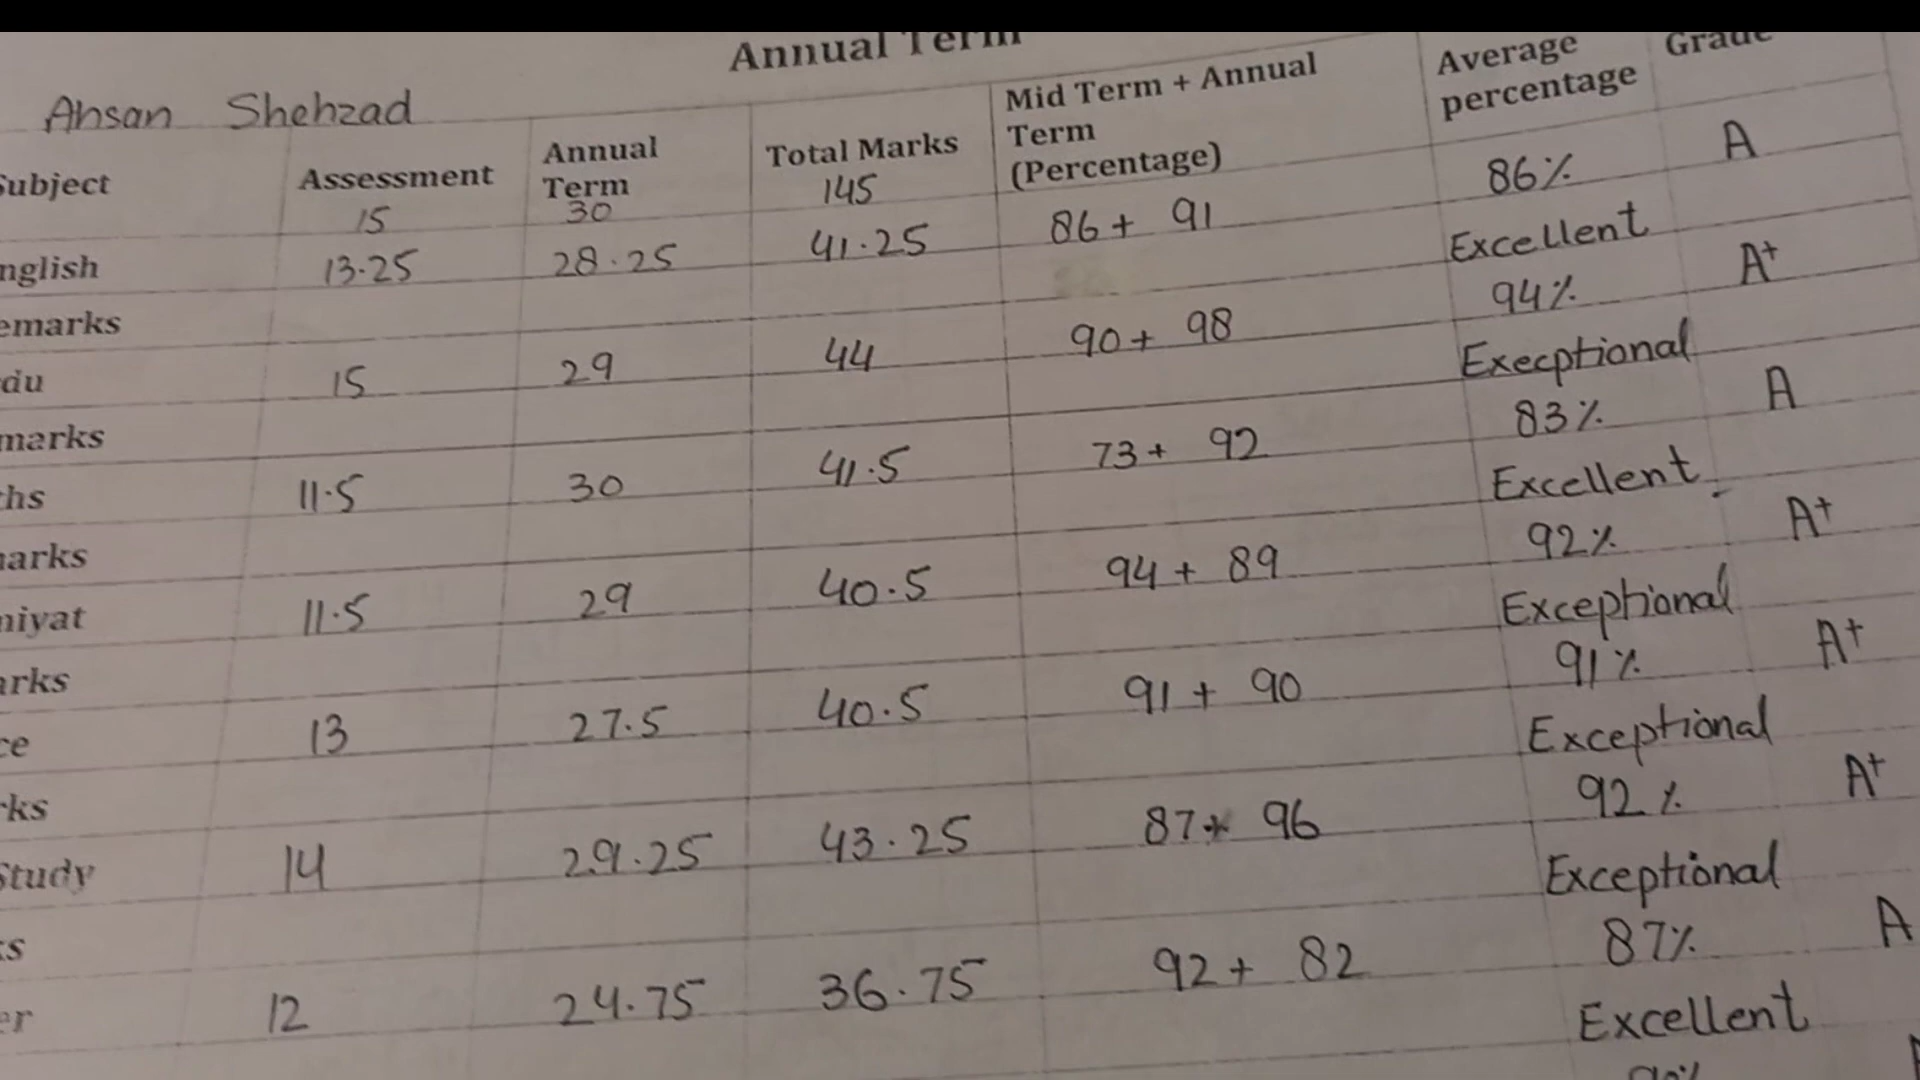 Annual Term
Ahsan Shehzad
Subject Assessment Annual Term Total Marks Mid Term + Annual Term (Percentage) Average percentage Grade
15 30 145
nglish 13.25 28.25 41.25 86 + 91 86% A
emarks Excellent
du 15 29 44 90 + 98 94% A+
marks Execptional
ths 11.5 30 41.5 73 + 92 83% A
narks Excellent
niyat 11.5 29 40.5 94 + 89 92% A+
arks Exceptional
ce 13 27.5 40.5 91 + 90 91% A+
rks Exceptional
Study 14 29.25 43.25 87+ 96 92% A+
ks Exceptional
er 12 24.75 36.75 92 + 82 87% A
Excellent